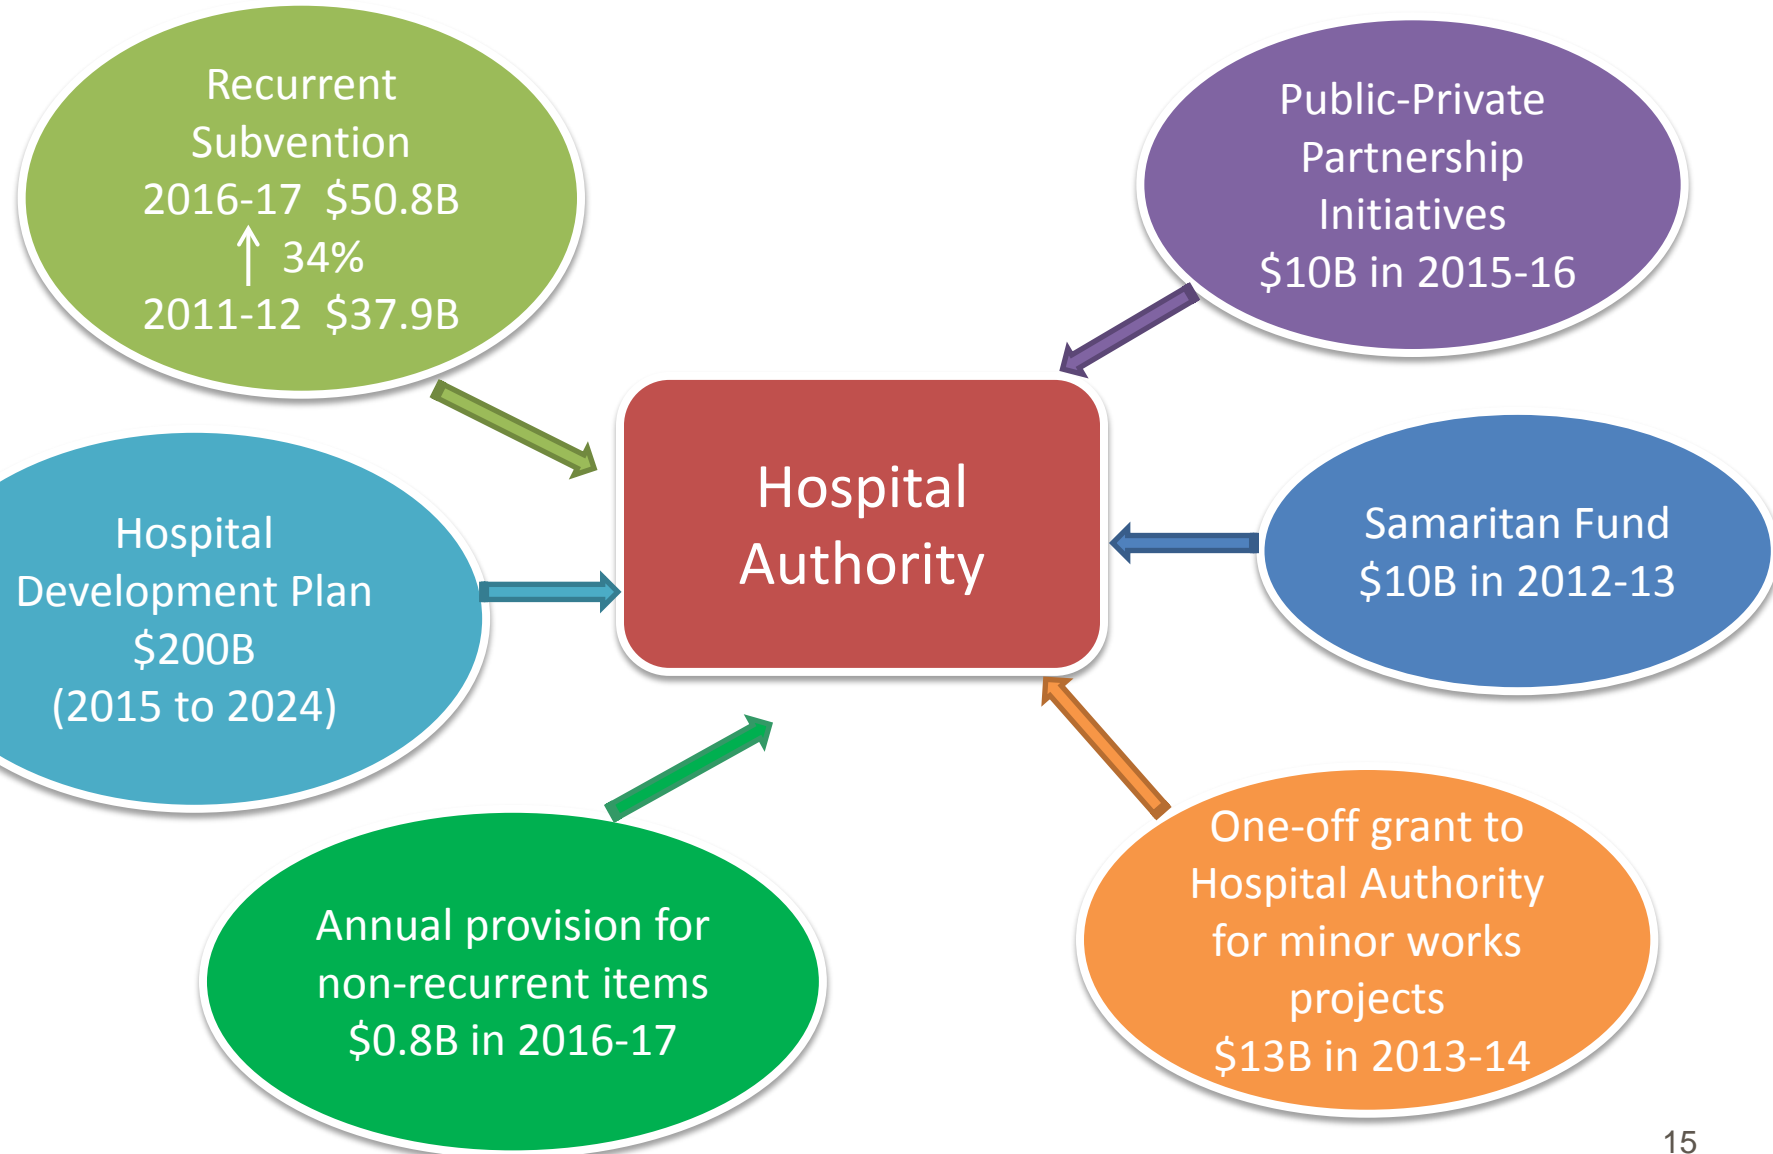 Recurrent
Subvention
2016-17 $50.8B
↑ 34%
2011-12 $37.9B
Public-Private
Partnership
Initiatives
$10B in 2015-16
Hospital
Authority
Hospital
Development Plan
$200B
(2015 to 2024)
Samaritan Fund
$10B in 2012-13
Annual provision for
non-recurrent items
$0.8B in 2016-17
One-off grant to
Hospital Authority
for minor works
projects
$13B in 2013-14
15